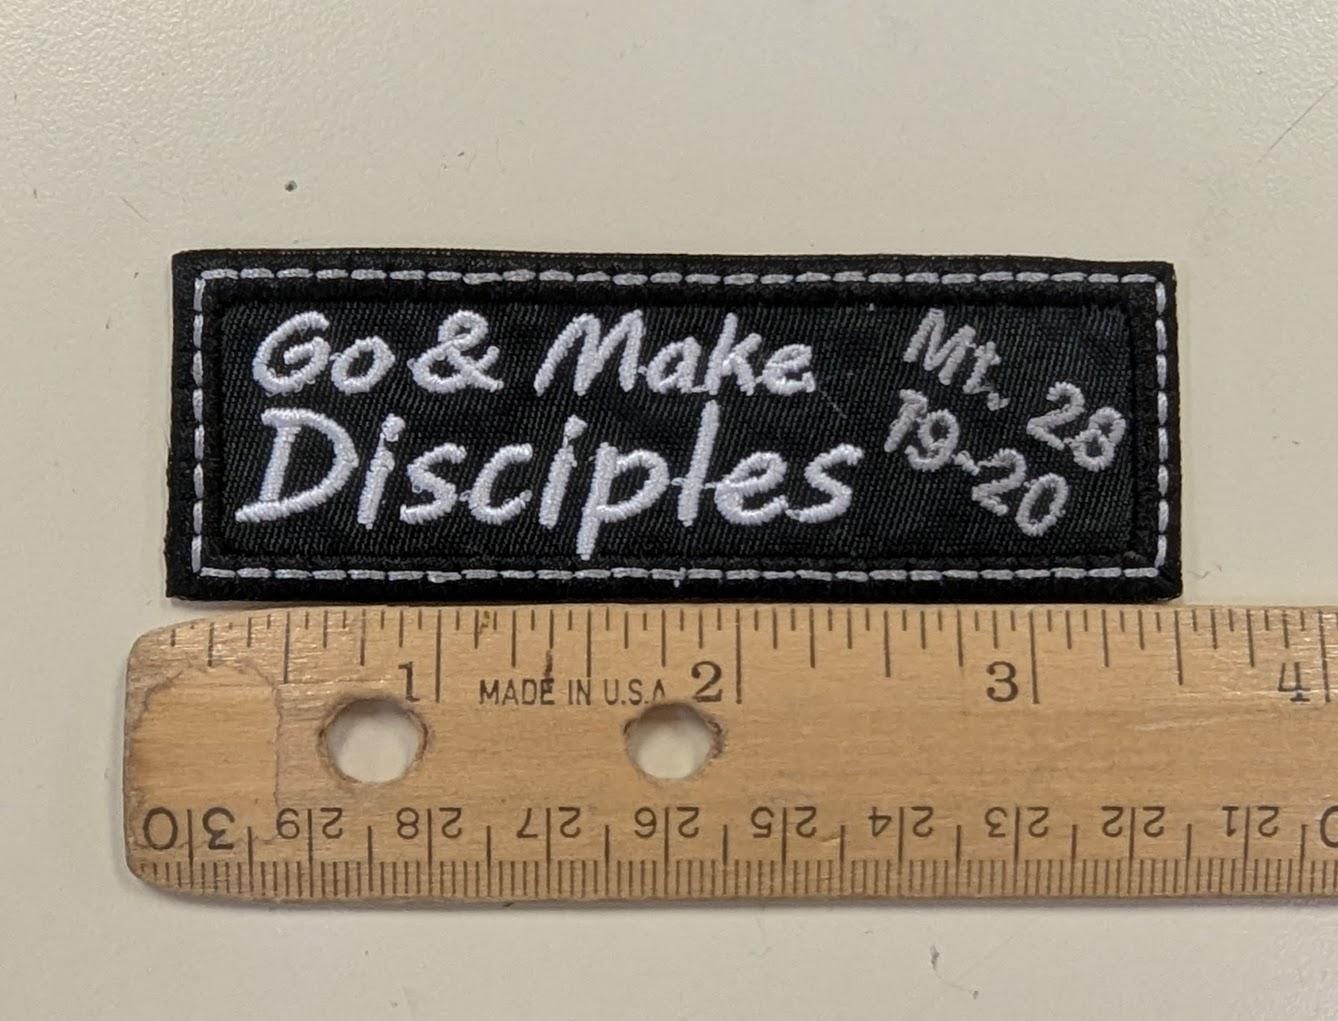 Go & Make
Disciples
Mt. 28
19-20
1 2 3 4
MADE IN U.S.A
30 29 28 27 26 25 24 23 22 21